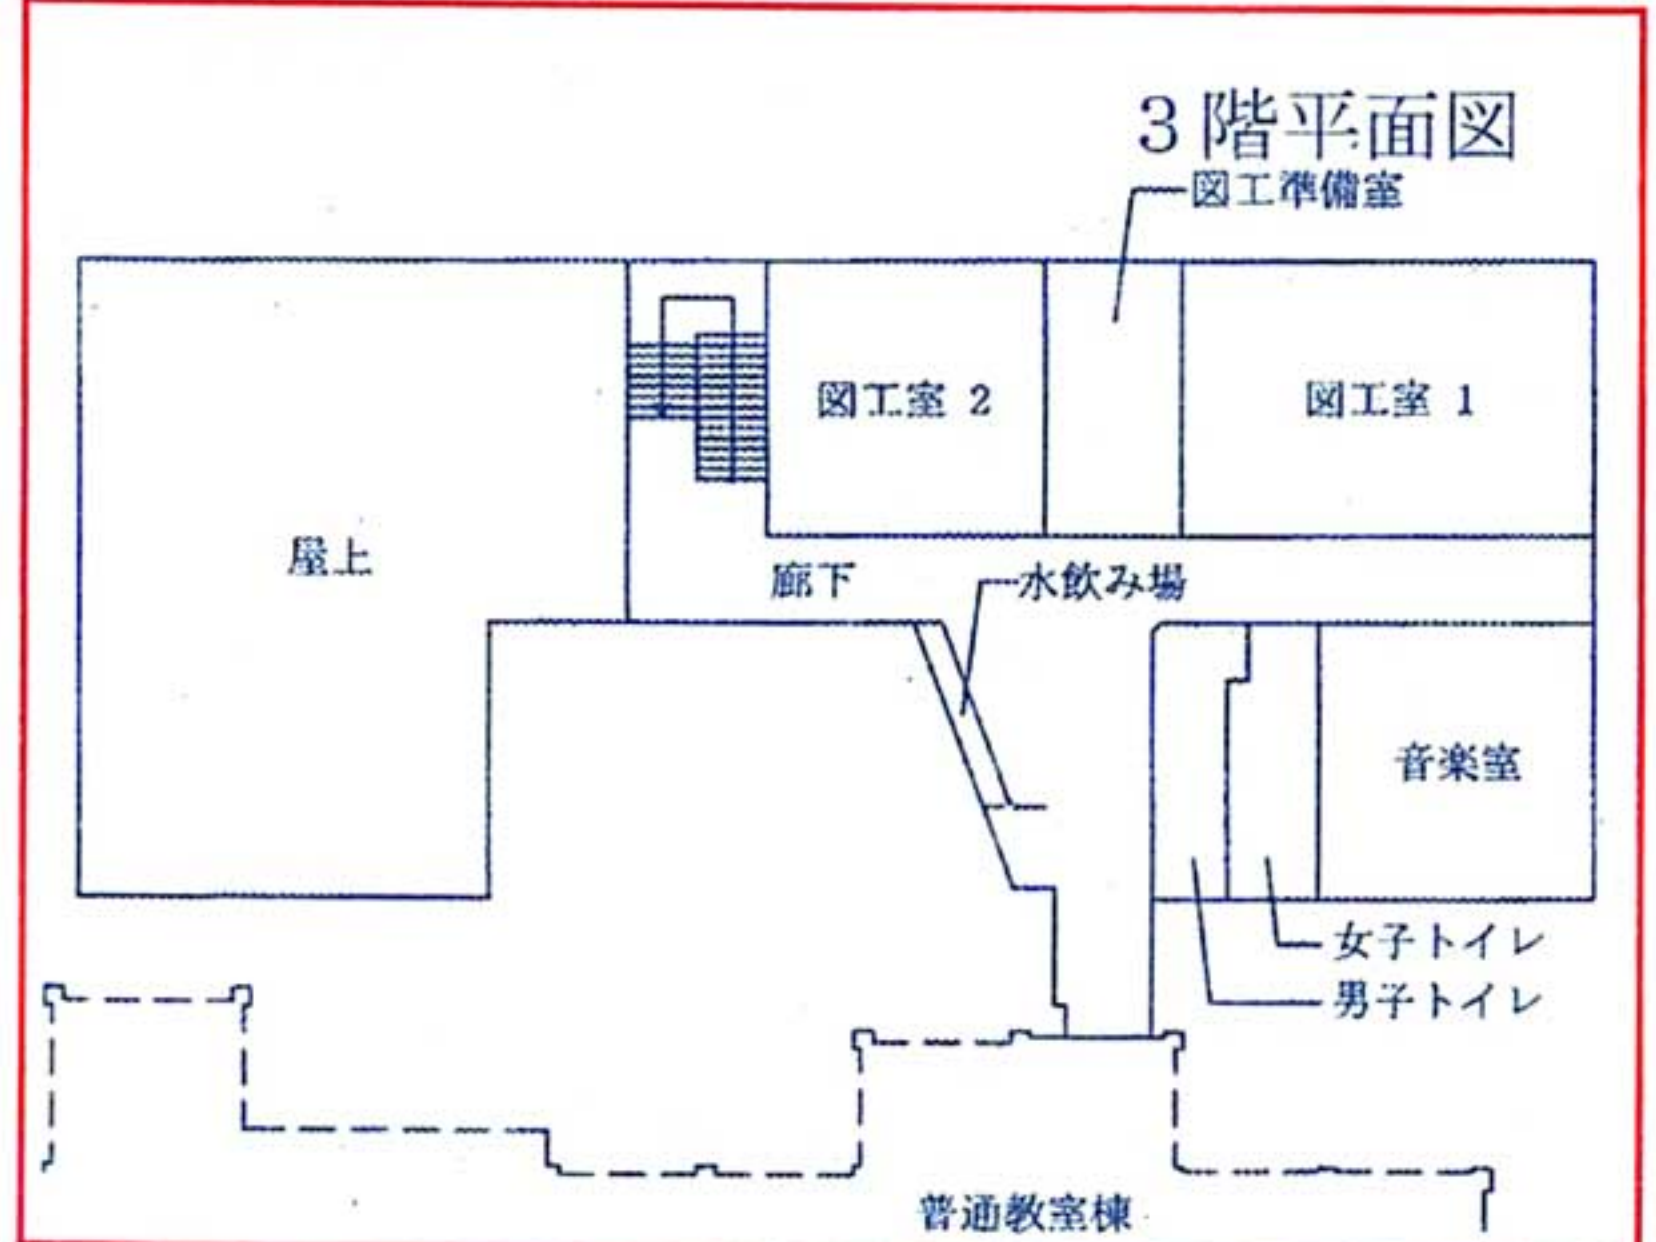 3階平面図
図工準備室
図工室 2
図工室 1
屋上
廊下
水飲み場
音楽室
女子トイレ
男子トイレ
普通教室棟